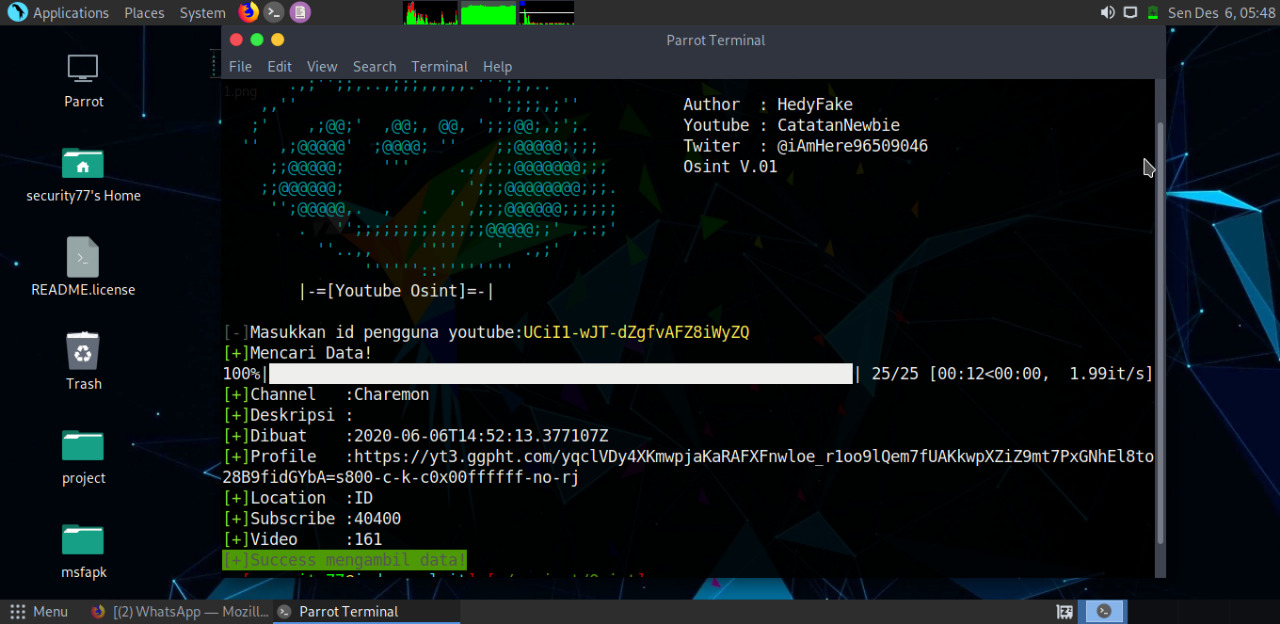 Applications Places System
Sen Des 6, 05:48
Parrot Terminal
File Edit View Search Terminal Help
Parrot
security77's Home
README.license
Trash
project
msfapk
1.png
Author : HedyFake
Youtube : CatatanNewbie
Twiter : @iAmHere96509046
Osint V.01
|-=[Youtube Osint]=-|
[-]Masukkan id pengguna youtube:UCiI1-wJT-dZgfvAFZ8iWyZQ
[+]Mencari Data!
100%| | 25/25 [00:12<00:00, 1.99it/s]
[+]Channel :Charemon
[+]Deskripsi :
[+]Dibuat :2020-06-06T14:52:13.377107Z
[+]Profile :https://yt3.ggpht.com/yqclVDy4XKmwpjaKaRAFXFnwloe_r1oo9lQem7fUAKkwpXZiZ9mt7PxGNhEl8to
28B9fidGYbA=s800-c-k-c0x00ffffff-no-rj
[+]Location :ID
[+]Subscribe :40400
[+]Video :161
[+]Success mengambil data!
Menu
[(2) WhatsApp — Mozill...
Parrot Terminal